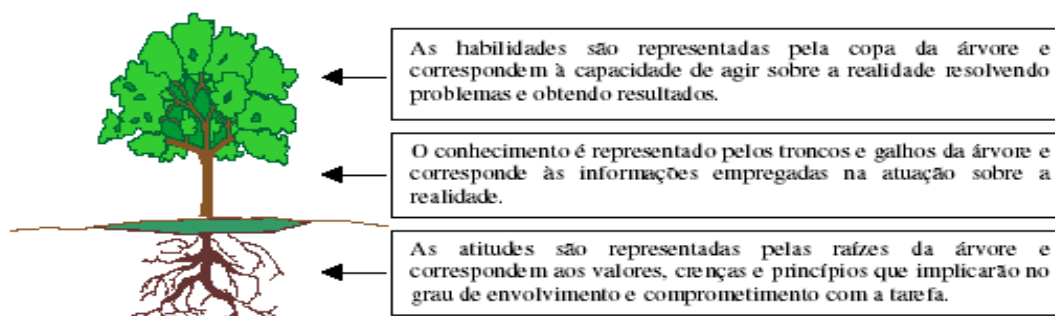 As habilidades são representadas pela copa da árvore e
correspondem à capacidade de agir sobre a realidade resolvendo
problemas e obtendo resultados.
O conhecimento é representado pelos troncos e galhos da árvore e
corresponde às informações empregadas na atuação sobre a
realidade.
As atitudes são representadas pelas raízes da árvore e
correspondem aos valores, crenças e princípios que implicarão no
grau de envolvimento e comprometimento com a tarefa.